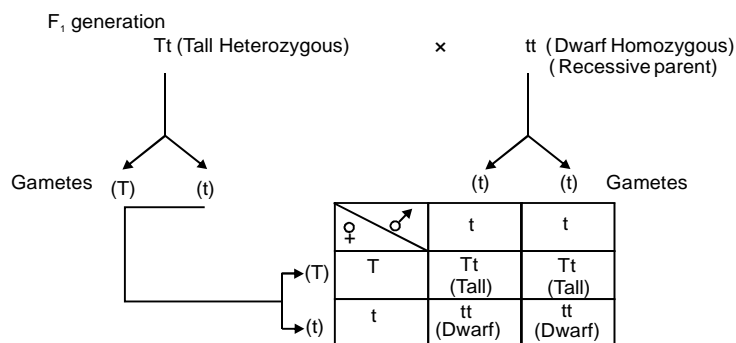 F₁ generation
Tt (Tall Heterozygous) × tt (Dwarf Homozygous)
(Recessive parent)
Gametes (T) (t) (t) (t) Gametes
♀ ♂ t t
(T) T Tt Tt
(Tall) (Tall)
(t) t tt tt
(Dwarf) (Dwarf)